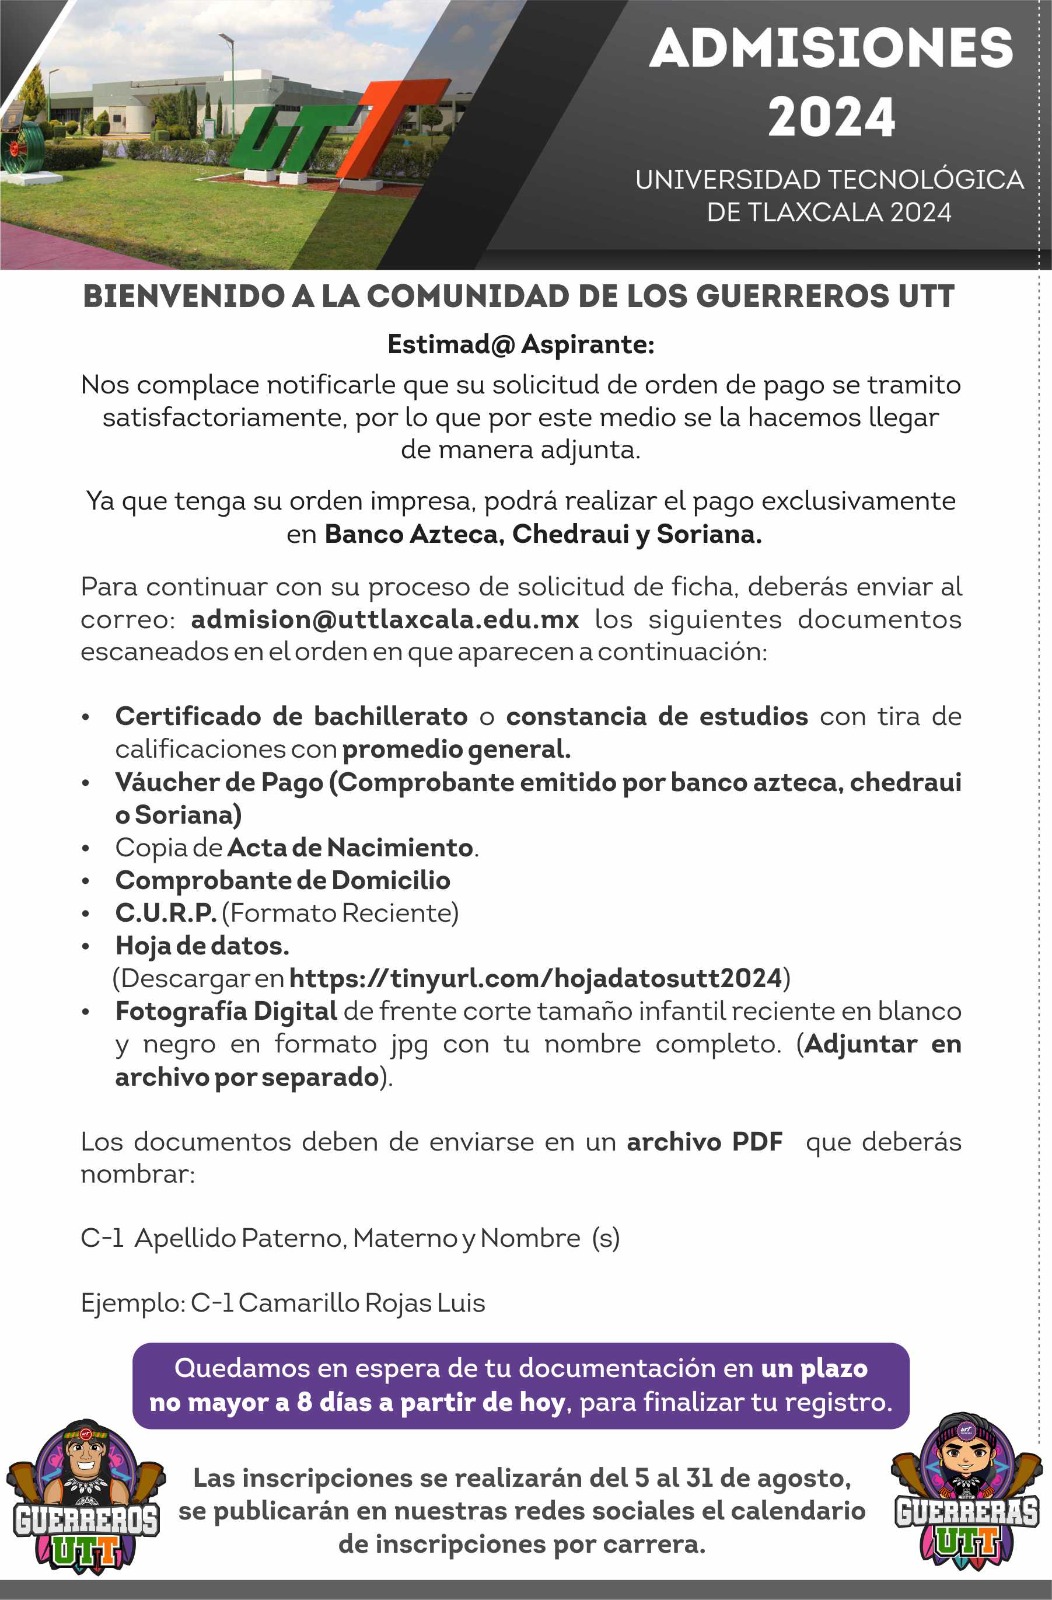 UTT
ADMISIONES
2024
UNIVERSIDAD TECNOLÓGICA
DE TLAXCALA 2024
BIENVENIDO A LA COMUNIDAD DE LOS GUERREROS UTT
Estimad@ Aspirante:
Nos complace notificarle que su solicitud de orden de pago se tramito
satisfactoriamente, por lo que por este medio se la hacemos llegar
de manera adjunta.
Ya que tenga su orden impresa, podrá realizar el pago exclusivamente
en Banco Azteca, Chedraui y Soriana.
Para continuar con su proceso de solicitud de ficha, deberás enviar al
correo: admision@uttlaxcala.edu.mx los siguientes documentos
escaneados en el orden en que aparecen a continuación:
• Certificado de bachillerato o constancia de estudios con tira de
calificaciones con promedio general.
• Váucher de Pago (Comprobante emitido por banco azteca, chedraui
o Soriana)
• Copia de Acta de Nacimiento.
• Comprobante de Domicilio
• C.U.R.P. (Formato Reciente)
• Hoja de datos.
(Descargar en https://tinyurl.com/hojadatosutt2024)
• Fotografía Digital de frente corte tamaño infantil reciente en blanco
y negro en formato jpg con tu nombre completo. (Adjuntar en
archivo por separado).
Los documentos deben de enviarse en un archivo PDF que deberás
nombrar:
C-1 Apellido Paterno, Materno y Nombre (s)
Ejemplo: C-1 Camarillo Rojas Luis
Quedamos en espera de tu documentación en un plazo
no mayor a 8 días a partir de hoy, para finalizar tu registro.
Las inscripciones se realizarán del 5 al 31 de agosto,
se publicarán en nuestras redes sociales el calendario
de inscripciones por carrera.
GUERREROS
UTT
GUERRERAS
UTT